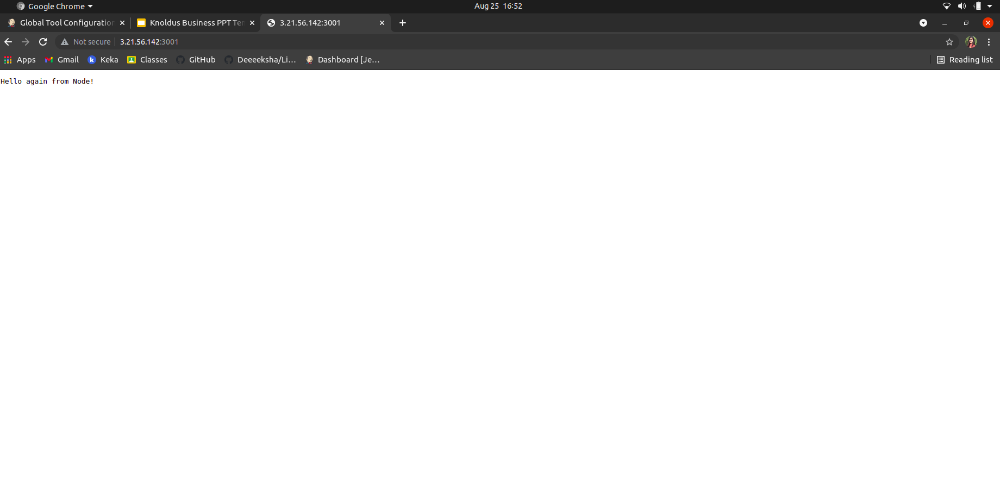 Google Chrome
Aug 25 16:52
Global Tool Configuration
Knoldus Business PPT Ten
3.21.56.142:3001
Not secure 3.21.56.142:3001
Apps Gmail Keka Classes GitHub Deeeeksha/Li... Dashboard [Je... Reading list
Hello again from Node!